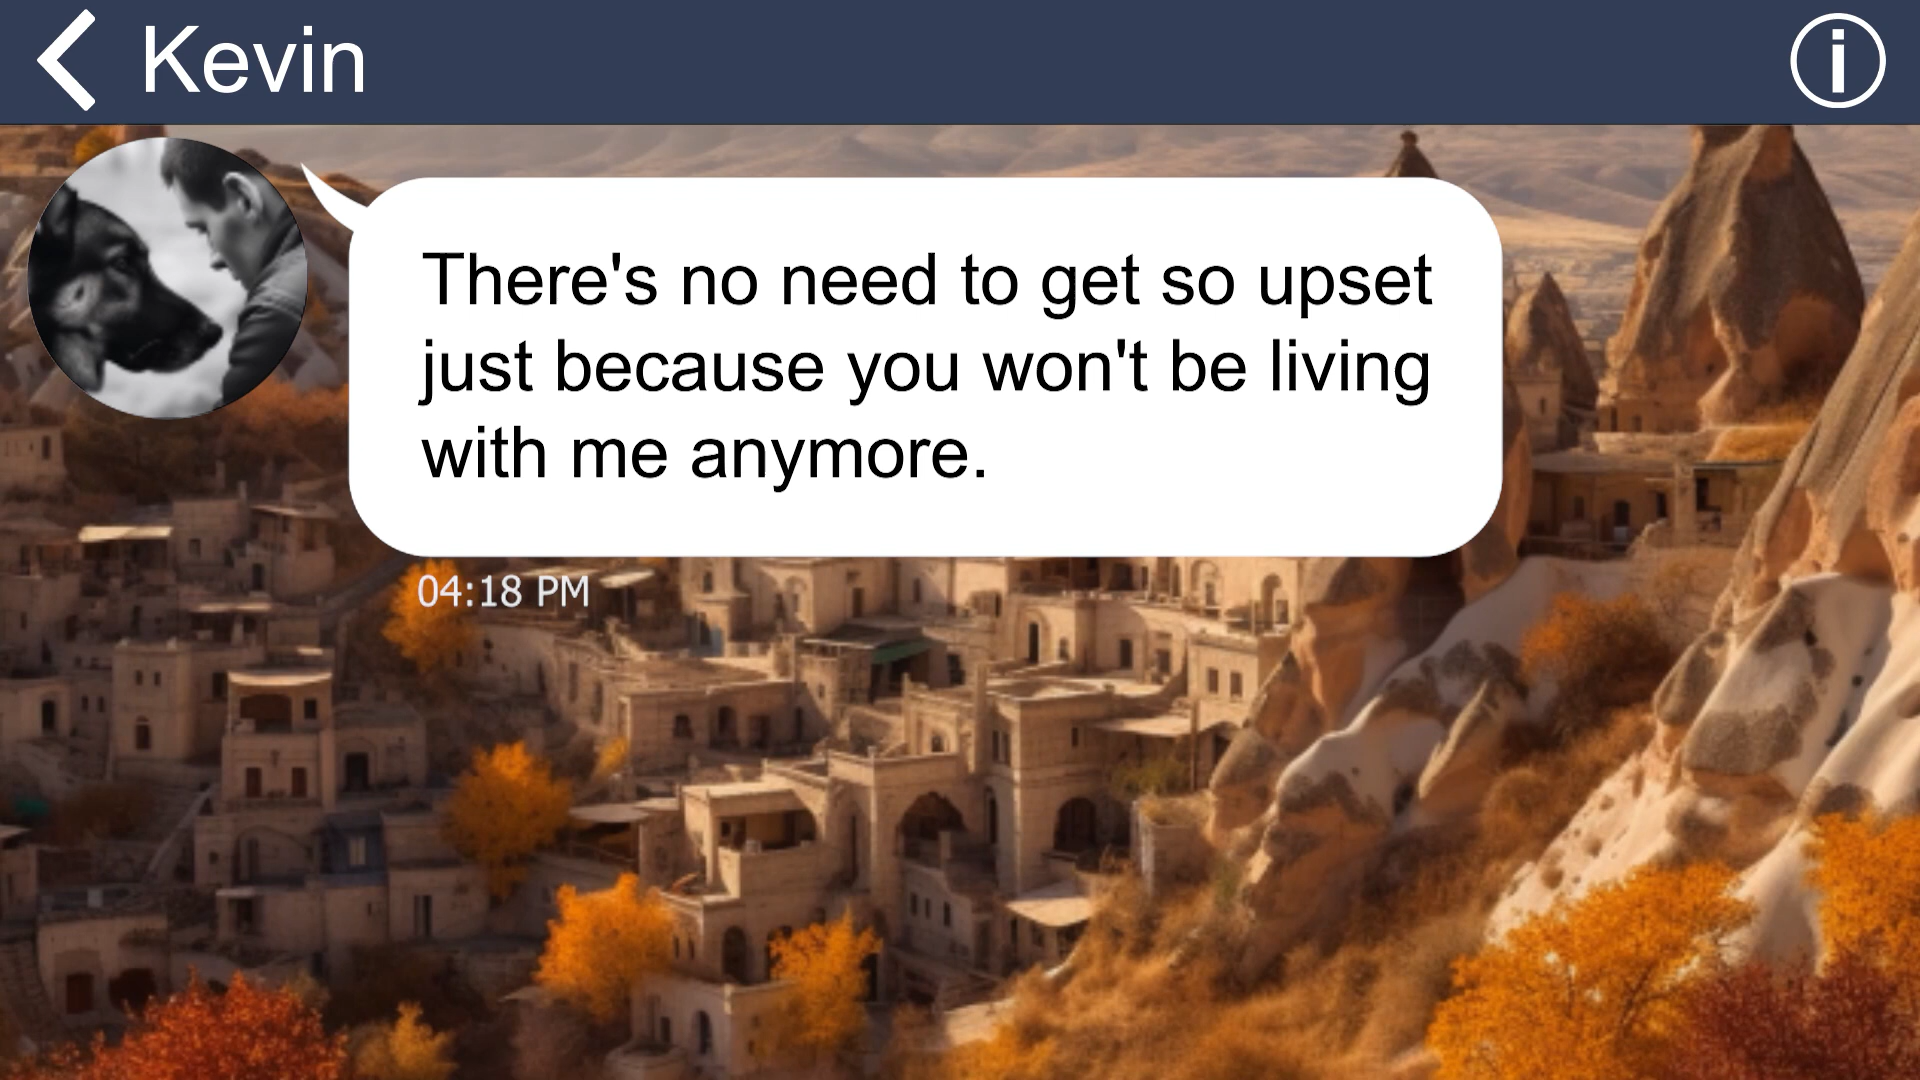 Kevin
There's no need to get so upset
just because you won't be living
with me anymore.
04:18 PM